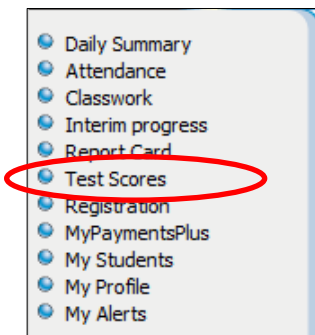 Daily Summary
Attendance
Classwork
Interim progress
Report Card
Test Scores
Registration
MyPaymentsPlus
My Students
My Profile
My Alerts